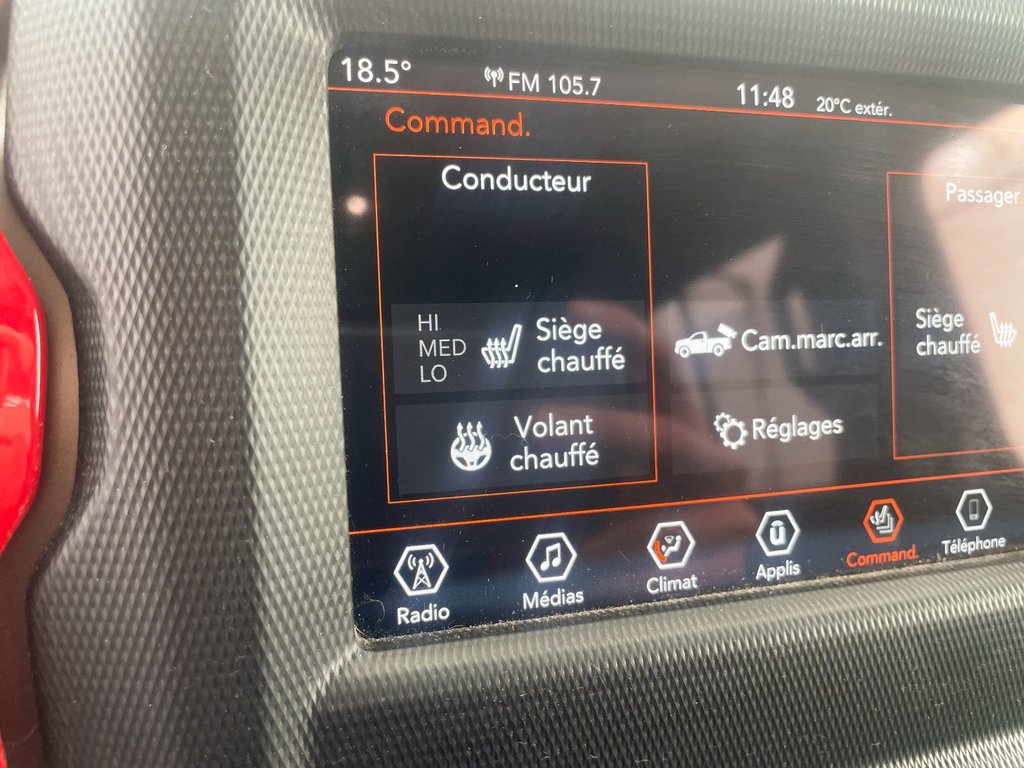 18.5° FM 105.7 11:48 20°C extér.
Command.
Conducteur
Passager
HI
MED
LO
Siège
chauffé
Cam.marc.arr.
Siège
chauffé
Volant
chauffé
Réglages
Radio Médias Climat Applis Command. Téléphone